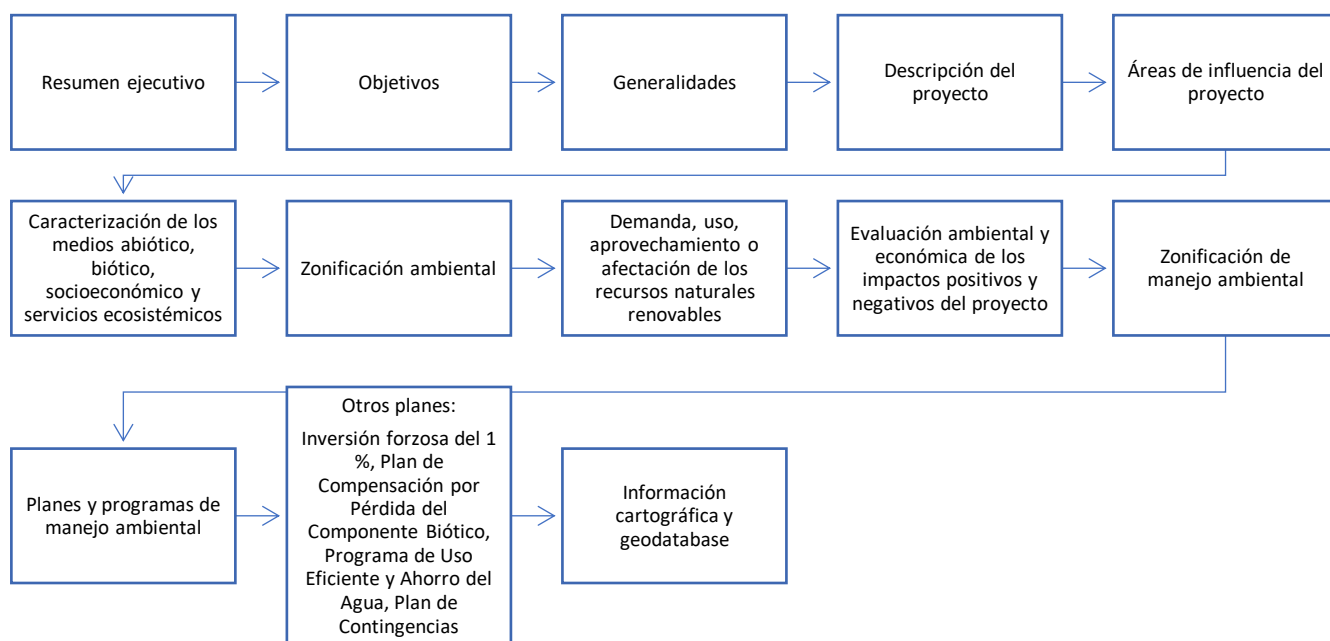 Resumen ejecutivo
Objetivos
Generalidades
Descripción del
proyecto
Áreas de influencia del
proyecto
Caracterización de los
medios abiótico,
biótico,
socioeconómico y
servicios ecosistémicos
Zonificación ambiental
Demanda, uso,
aprovechamiento o
afectación de los
recursos naturales
renovables
Evaluación ambiental y
económica de los
impactos positivos y
negativos del proyecto
Zonificación de
manejo ambiental
Planes y programas de
manejo ambiental
Otros planes:
Inversión forzosa del 1
%, Plan de
Compensación por
Pérdida del
Componente Biótico,
Programa de Uso
Eficiente y Ahorro del
Agua, Plan de
Contingencias
Información
cartográfica y
geodatabase